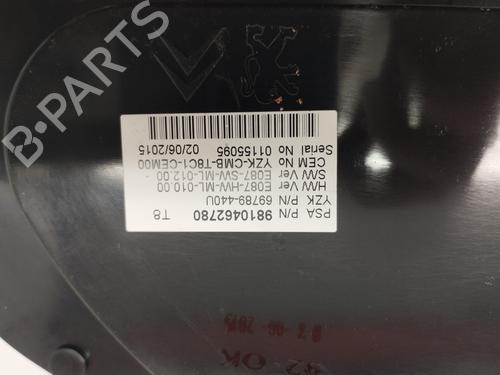 PSA P/N 9810462780 T8
YZK P/N 69789-440U
H/W Ver E087-HW-ML-010.00
S/W Ver E087-SW-ML-012.00
CEM No YZK-CMB-T8C1-CEM00
Serial No 01155095 02/06/2015
B-PARTS
OK